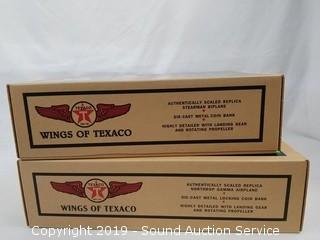 TEXACO
WINGS OF TEXACO
AUTHENTICALLY SCALED REPLICA
STEARMAN BIPLANE
DIE-CAST METAL COIN BANK
HIGHLY DETAILED WITH LANDING GEAR
AND ROTATING PROPELLER
TEXACO
WINGS OF TEXACO
AUTHENTICALLY SCALED REPLICA
NORTHROP GAMMA AIRPLANE
DIE-CAST METAL LOCKING COIN BANK
HIGHLY DETAILED WITH LANDING GEAR
AND ROTATING PROPELLER
Copyright 2019 - Sound Auction Service